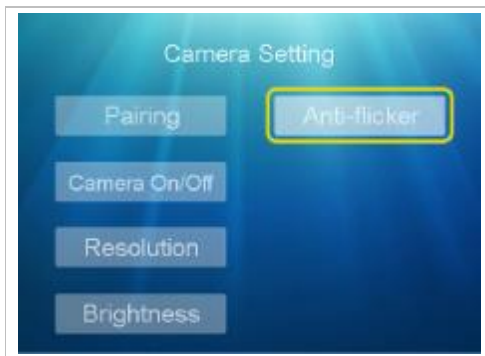 Camera Setting
Pairing
Anti-flicker
Camera On/Off
Resolution
Brightness